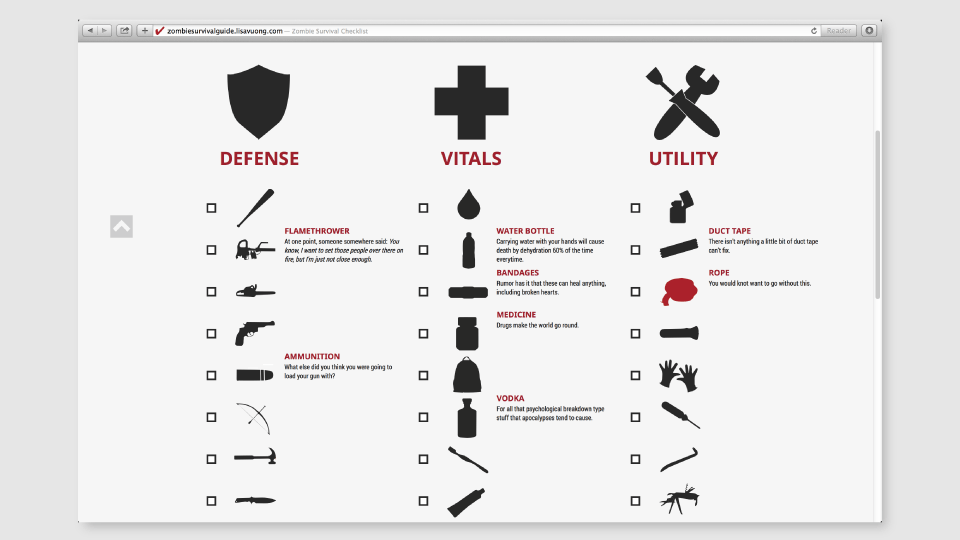 zombiesurvivalguide.lisavuong.com — Zombie Survival Checklist
Reader
DEFENSE
VITALS
UTILITY
FLAMETHROWER
At one point, someone somewhere said: You
know, I want to set those people over there on
fire, but I'm just not close enough.
AMMUNITION
What else did you think you were going to
load your gun with?
WATER BOTTLE
Carrying water with your hands will cause
death by dehydration 60% of the time
everytime.
BANDAGES
Rumor has it that these can heal anything,
including broken hearts.
MEDICINE
Drugs make the world go round.
VODKA
For all that psychological breakdown type
stuff that apocalypses tend to cause.
DUCT TAPE
There isn't anything a little bit of duct tape
can't fix.
ROPE
You would knot want to go without this.